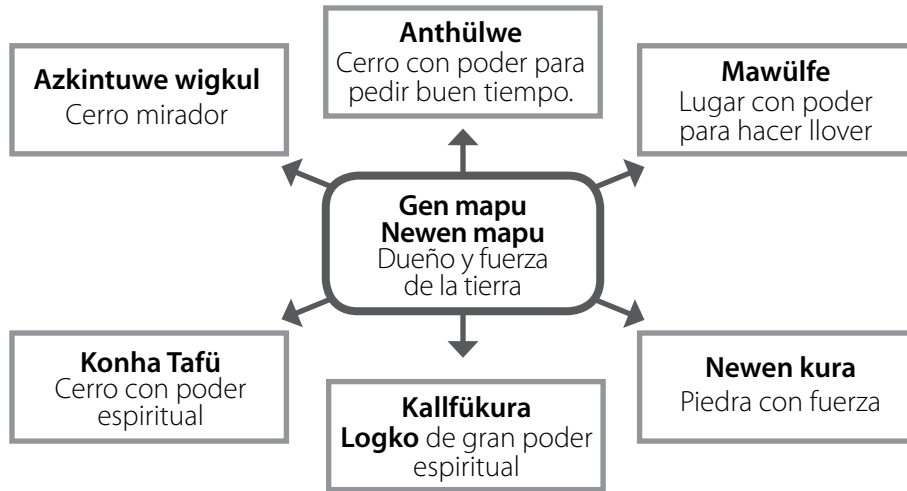 Anthülwe
Cerro con poder para
pedir buen tiempo.
Azkintuwe wigkul
Cerro mirador
Mawülfe
Lugar con poder
para hacer llover
Gen mapu
Newen mapu
Dueño y fuerza
de la tierra
Konha Tafü
Cerro con poder
espiritual
Kallfükura
Logko de gran poder
espiritual
Newen kura
Piedra con fuerza